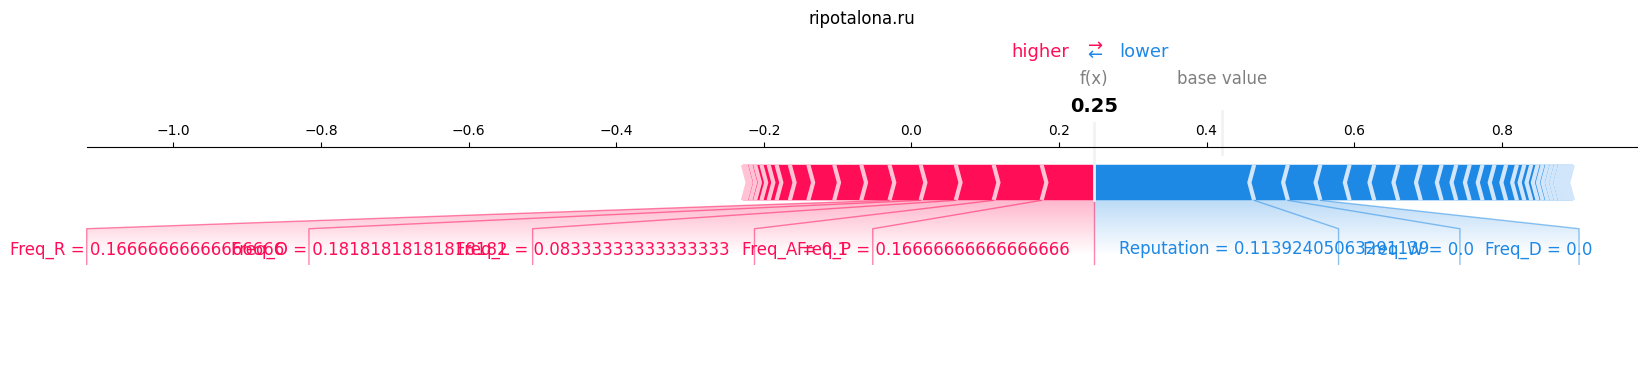 ripotalona.ru
higher ⇄ lower
f(x) base value
0.25
−1.0 −0.8 −0.6 −0.4 −0.2 0.0 0.2 0.4 0.6 0.8
Freq_R = 0.16666666666666666 Freq_O = 0.18181818181818182 Freq_L = 0.08333333333333333 Freq_A = 0.1 Freq_P = 0.16666666666666666 Reputation = 0.11392405063291139 Freq_W = 0.0 Freq_D = 0.0